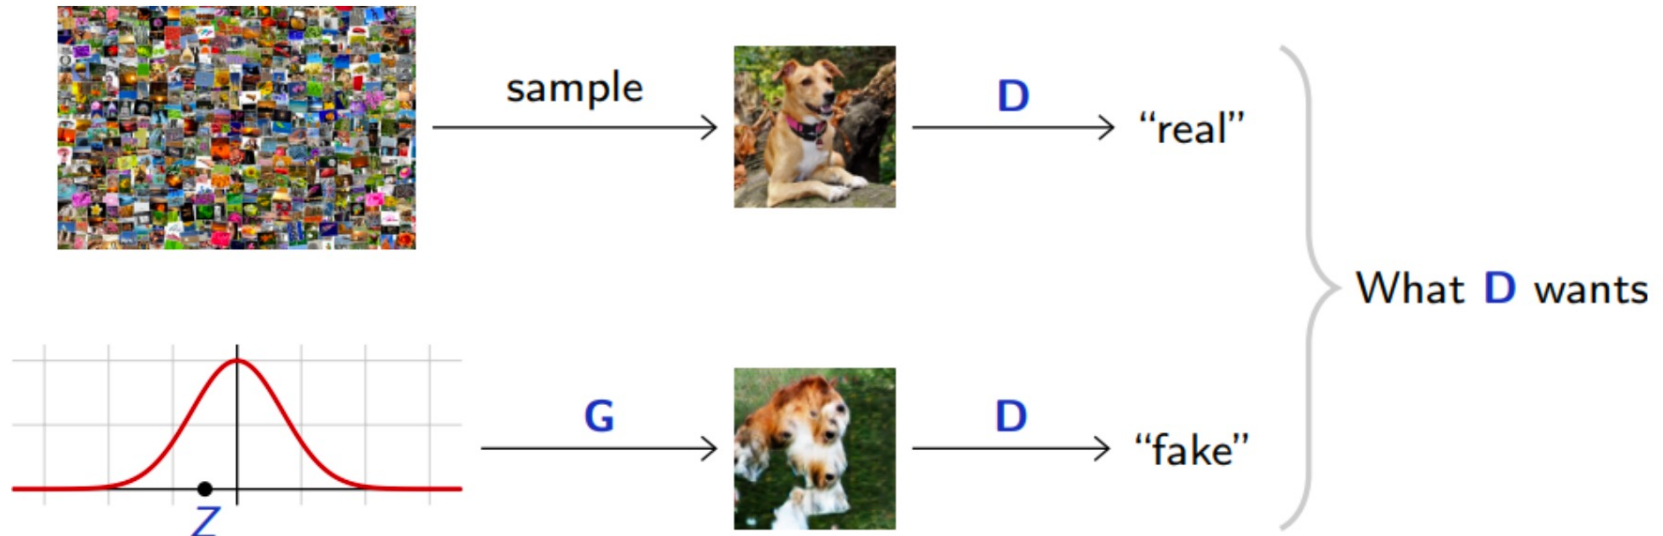 sample
D
“real”
What D wants
G
D
“fake”
Z